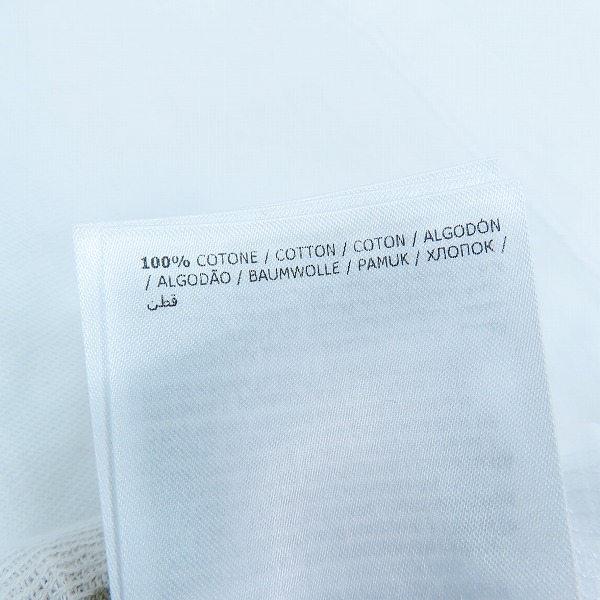 100% COTONE / COTTON / COTON / ALGODÓN
/ ALGODÃO / BAUMWOLLE / PAMUK / ХЛОПОК /
قطن